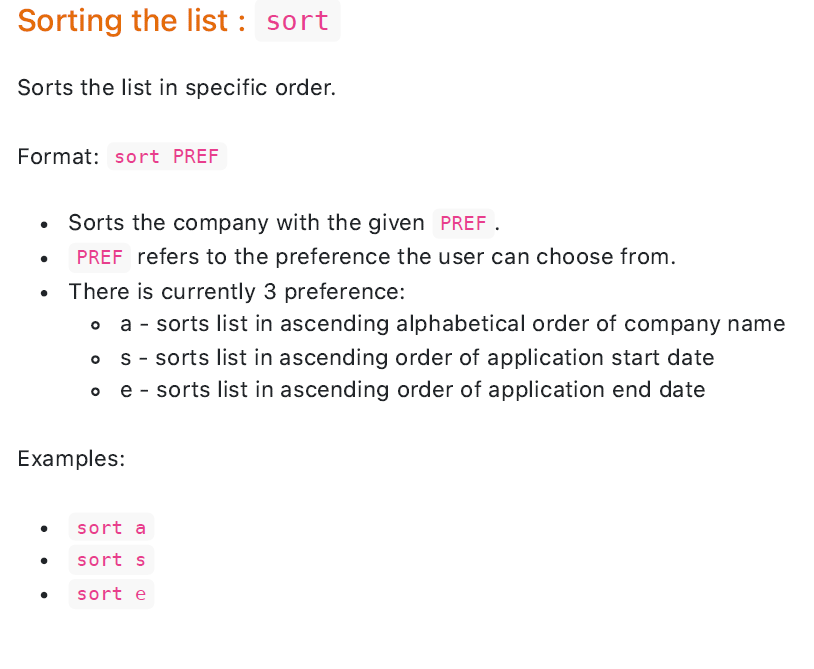 Sorting the list : sort
Sorts the list in specific order.
Format: sort PREF
• Sorts the company with the given PREF.
• PREF refers to the preference the user can choose from.
• There is currently 3 preference:
◦ a - sorts list in ascending alphabetical order of company name
◦ s - sorts list in ascending order of application start date
◦ e - sorts list in ascending order of application end date
Examples:
• sort a
• sort s
• sort e